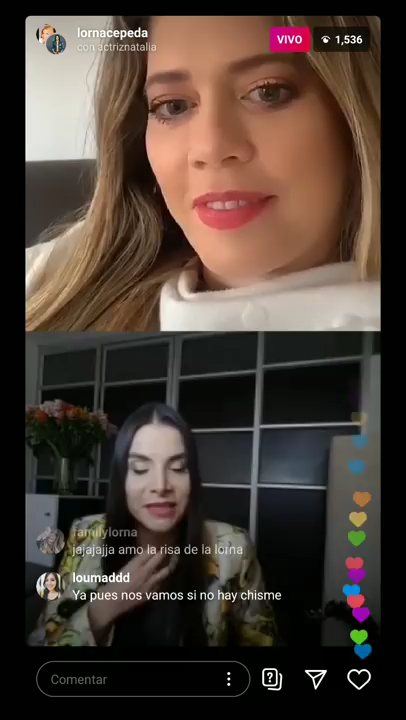 lornacepeda
con actriznatalia
VIVO
1,536
familylorna
jajajajja amo la risa de la lorna
loumaddd
Ya pues nos vamos si no hay chisme
Comentar